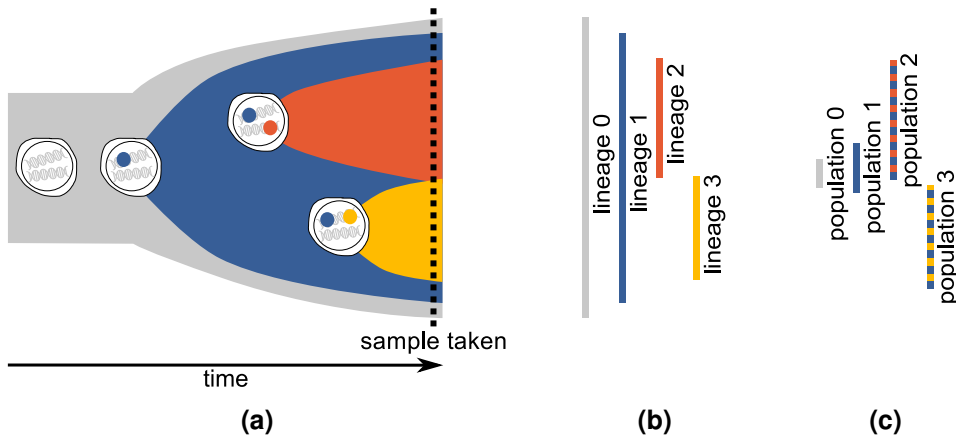 sample taken
time
(a)
lineage 0
lineage 1
lineage 2
lineage 3
(b)
population 0
population 1
population 2
population 3
(c)